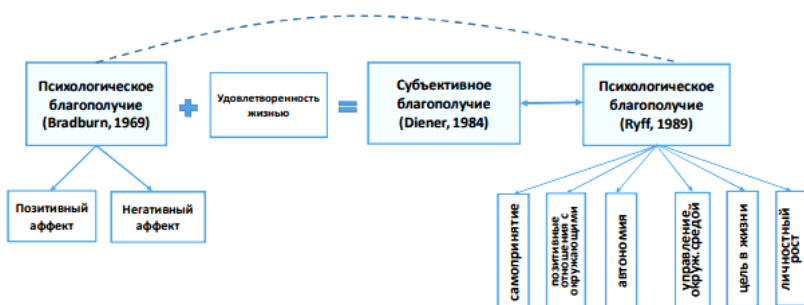 Психологическое
благополучие
(Bradburn, 1969)
Удовлетворенность
жизнью
Субъективное
благополучие
(Diener, 1984)
Психологическое
благополучие
(Ryff, 1989)
Позитивный
аффект
Негативный
аффект
самопринятие
позитивные
отношения с
окружающими
автономия
управление
окруж. средой
цель в жизни
личностный
рост